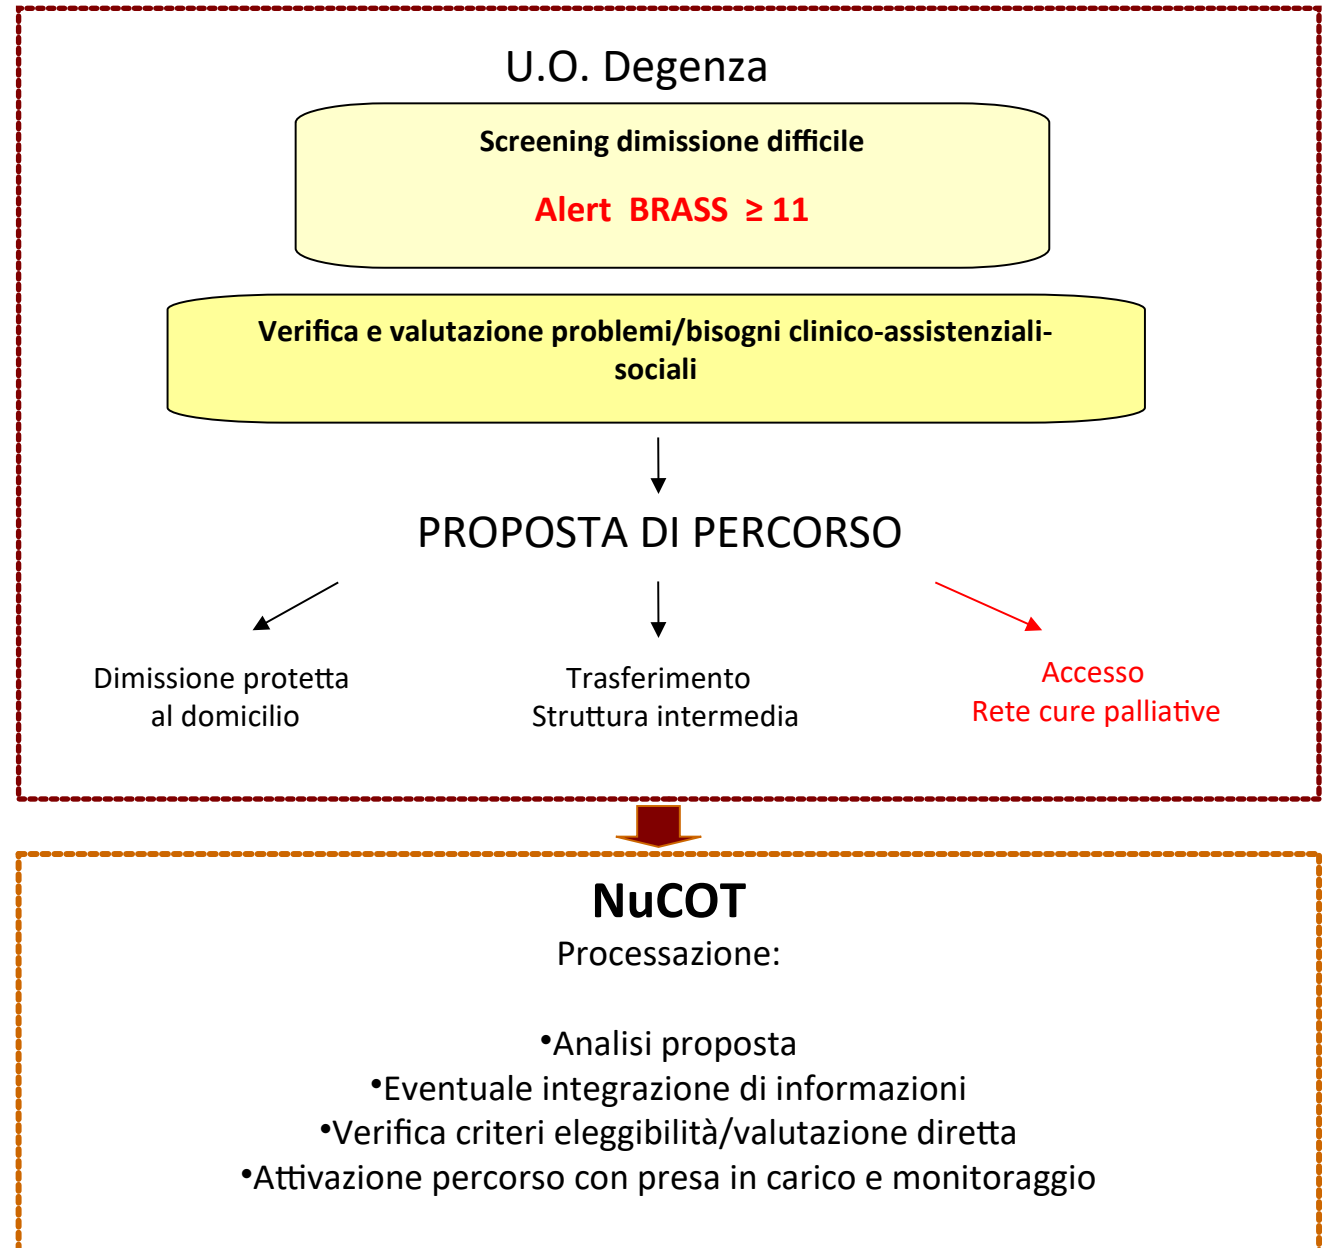 U.O. Degenza
Screening dimissione difficile
Alert BRASS ≥ 11
Verifica e valutazione problemi/bisogni clinico-assistenziali-
sociali
PROPOSTA DI PERCORSO
Dimissione protetta
al domicilio
Trasferimento
Struttura intermedia
Accesso
Rete cure palliative
NuCOT
Processazione:
•Analisi proposta
•Eventuale integrazione di informazioni
•Verifica criteri eleggibilità/valutazione diretta
•Attivazione percorso con presa in carico e monitoraggio